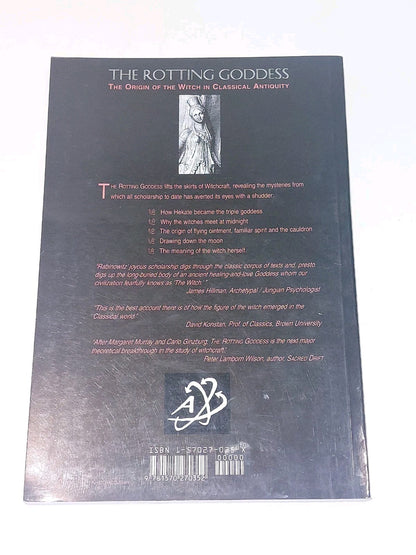 THE ROTTING GODDESS
THE ORIGIN OF THE WITCH IN CLASSICAL ANTIQUITY
THE ROTTING GODDESS lifts the skirts of Witchcraft, revealing the mysteries from
which all scholarship to date has averted its eyes with a shudder:
How Hekate became the triple goddess
Why the witches meet at midnight
The origin of flying ointment, familiar spirit and the cauldron
Drawing down the moon
The meaning of the witch herself.
"Rabinowitz' joyous scholarship digs through the classic corpus of texts and, presto
digs up the long-buried body of an ancient healing-and-love Goddess whom our
civilization fearfully knows as 'The Witch.'"
James Hillman, Archetypal / Jungian Psychologist
"This is the best account there is of how the figure of the witch emerged in the
Classical world."
David Konstan, Prof. of Classics, Brown University
"After Margaret Murray and Carlo Ginzburg, THE ROTTING GODDESS is the next major
theoretical breakthrough in the study of witchcraft."
Peter Lamborn Wilson, author, SACRED DRIFT
A
ISBN 1-57027-035-X
00000
9 781570 270352